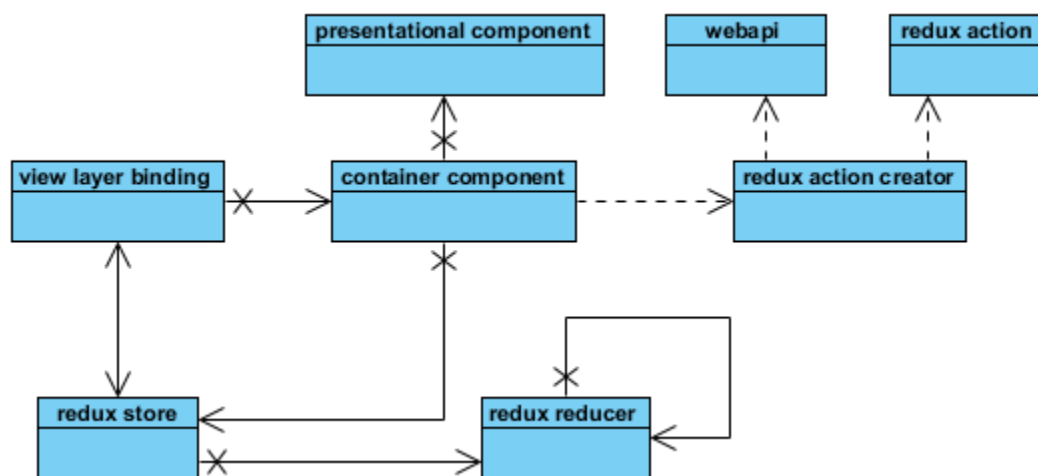 presentational component
webapi
redux action
view layer binding
container component
redux action creator
redux store
redux reducer